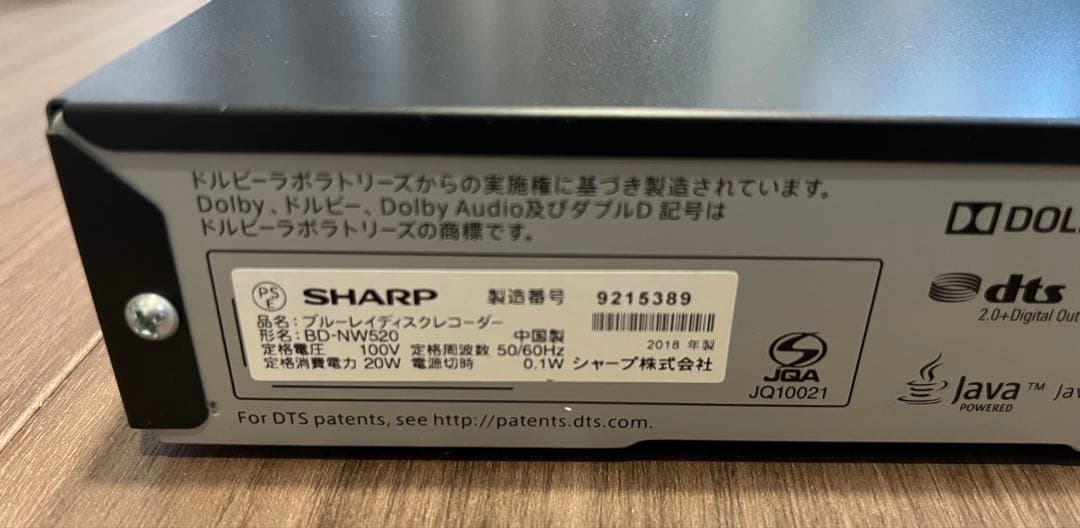 ドルビーラボラトリーズからの実施権に基づき製造されています。
Dolby、ドルビー、Dolby Audio及びダブルD 記号は
ドルビーラボラトリーズの商標です。
DOL
dts
2.0+Digital Out
PS E SHARP 製造番号 9215389
品名:ブルーレイディスクレコーダー
形名:BD-NW520 中国製 2018 年製
定格電圧 100V 定格周波数 50/60Hz
定格消費電力 20W 電源切時 0.1W シャープ株式会社
JQA
JQ10021
Java™ Jav
POWERED
For DTS patents, see http://patents.dts.com.